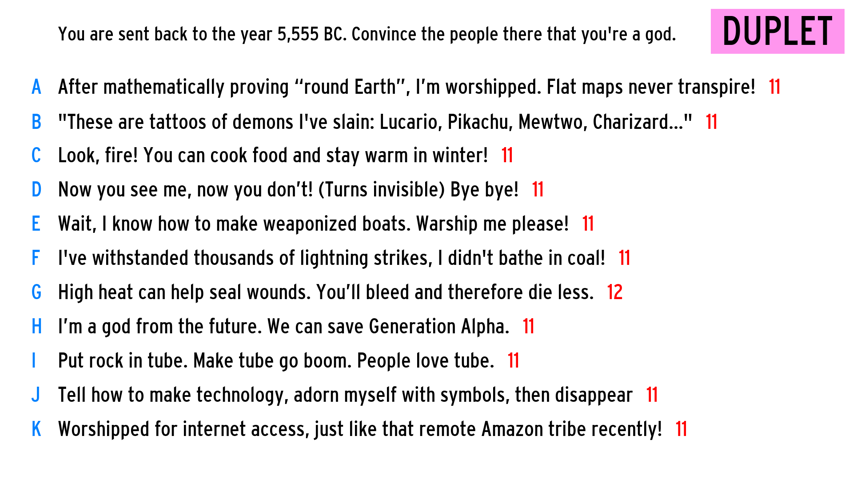 You are sent back to the year 5,555 BC. Convince the people there that you're a god.
DUPLET
A After mathematically proving “round Earth”, I’m worshipped. Flat maps never transpire! 11
B "These are tattoos of demons I've slain: Lucario, Pikachu, Mewtwo, Charizard..." 11
C Look, fire! You can cook food and stay warm in winter! 11
D Now you see me, now you don’t! (Turns invisible) Bye bye! 11
E Wait, I know how to make weaponized boats. Warship me please! 11
F I've withstanded thousands of lightning strikes, I didn't bathe in coal! 11
G High heat can help seal wounds. You’ll bleed and therefore die less. 12
H I’m a god from the future. We can save Generation Alpha. 11
I Put rock in tube. Make tube go boom. People love tube. 11
J Tell how to make technology, adorn myself with symbols, then disappear 11
K Worshipped for internet access, just like that remote Amazon tribe recently! 11